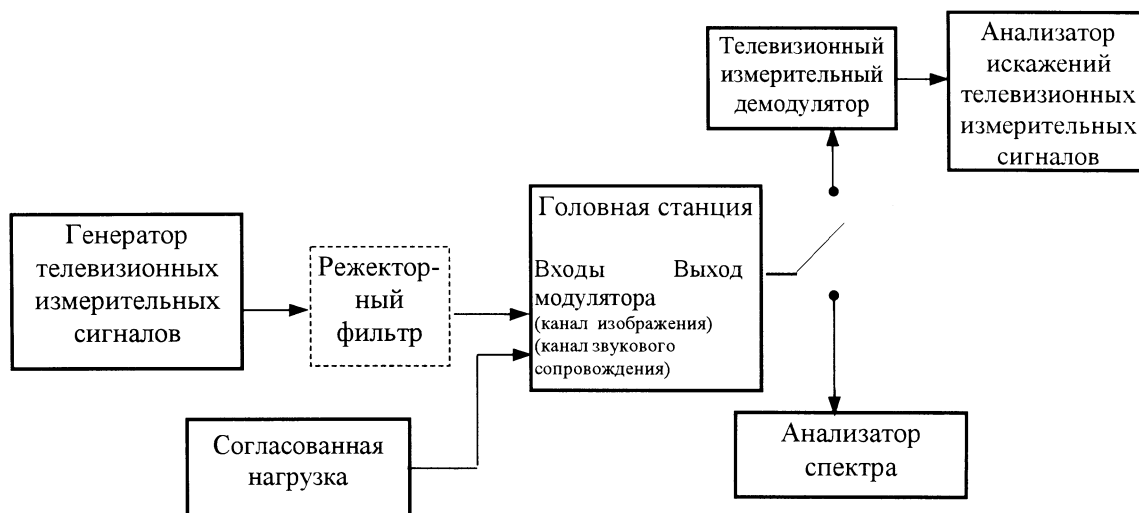 Телевизионный
измерительный
демодулятор
Анализатор
искажений
телевизионных
измерительных
сигналов
Генератор
телевизионных
измерительных
сигналов
Режектор-
ный
фильтр
Головная станция
Входы Выход
модулятора
(канал изображения)
(канал звукового
сопровождения)
Согласованная
нагрузка
Анализатор
спектра